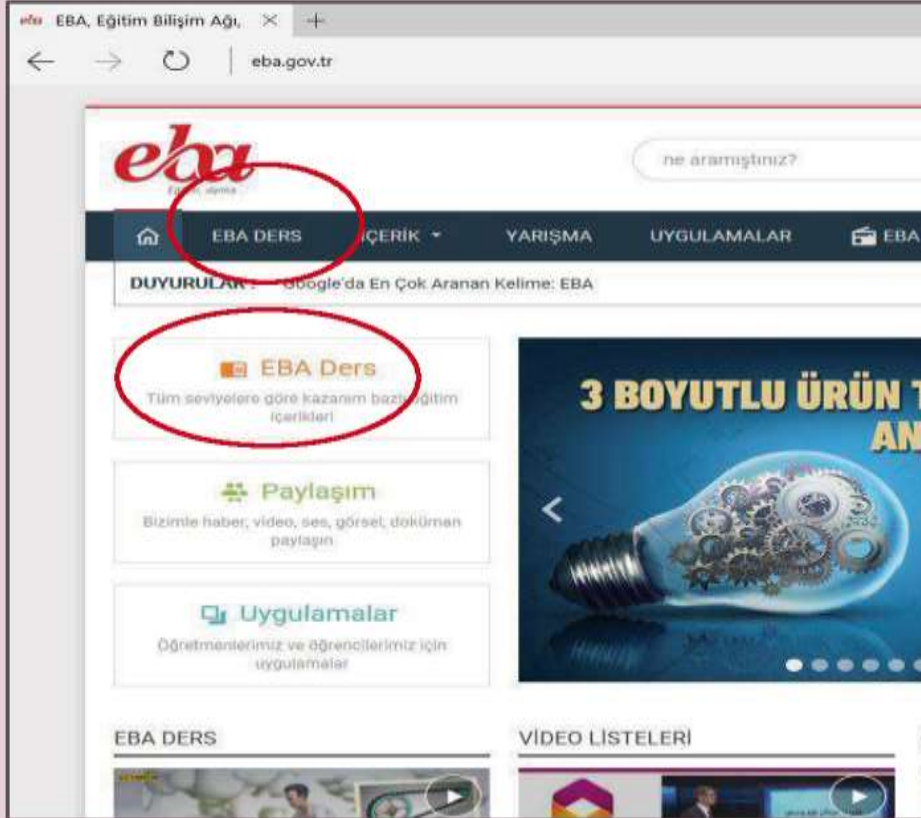 eba EBA, Eğitim Bilişim Ağı,
eba.gov.tr
eba
ne aramıştınız?
EBA DERS İÇERİK YARIŞMA UYGULAMALAR EBA
DUYURULAR : Google'da En Çok Aranan Kelime: EBA
EBA Ders
Tüm seviyelere göre kazanım bazlı eğitim
içerikleri
Paylaşım
Bizimle haber, video, ses, görsel, doküman
paylaşın
Uygulamalar
Öğretmenlerimiz ve öğrencilerimiz için
uygulamalar
3 BOYUTLU ÜRÜN T
AN
EBA DERS
VİDEO LİSTELERİ